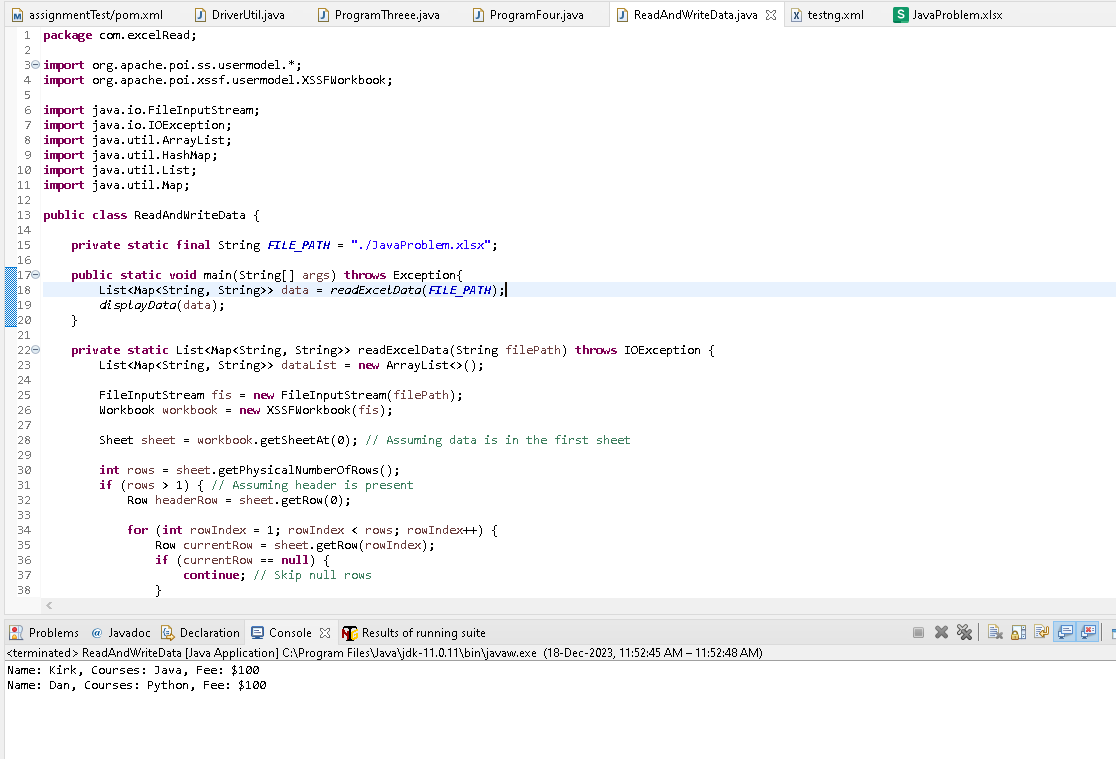 assignmentTest/pom.xml DriverUtil.java ProgramThreee.java ProgramFour.java ReadAndWriteData.java testng.xml JavaProblem.xlsx
1 package com.excelRead;
2
3 import org.apache.poi.ss.usermodel.*;
4 import org.apache.poi.xssf.usermodel.XSSFWorkbook;
5
6 import java.io.FileInputStream;
7 import java.io.IOException;
8 import java.util.ArrayList;
9 import java.util.HashMap;
10 import java.util.List;
11 import java.util.Map;
12
13 public class ReadAndWriteData {
14
15 private static final String FILE_PATH = "./JavaProblem.xlsx";
16
17 public static void main(String[] args) throws Exception{
18 List<Map<String, String>> data = readExcelData(FILE_PATH);
19 displayData(data);
20 }
21
22 private static List<Map<String, String>> readExcelData(String filePath) throws IOException {
23 List<Map<String, String>> dataList = new ArrayList<>();
24
25 FileInputStream fis = new FileInputStream(filePath);
26 Workbook workbook = new XSSFWorkbook(fis);
27
28 Sheet sheet = workbook.getSheetAt(0); // Assuming data is in the first sheet
29
30 int rows = sheet.getPhysicalNumberOfRows();
31 if (rows > 1) { // Assuming header is present
32 Row headerRow = sheet.getRow(0);
33
34 for (int rowIndex = 1; rowIndex < rows; rowIndex++) {
35 Row currentRow = sheet.getRow(rowIndex);
36 if (currentRow == null) {
37 continue; // Skip null rows
38 }
Problems @ Javadoc Declaration Console Results of running suite
<terminated> ReadAndWriteData [Java Application] C:\Program Files\Java\jdk-11.0.11\bin\javaw.exe (18-Dec-2023, 11:52:45 AM – 11:52:48 AM)
Name: Kirk, Courses: Java, Fee: $100
Name: Dan, Courses: Python, Fee: $100